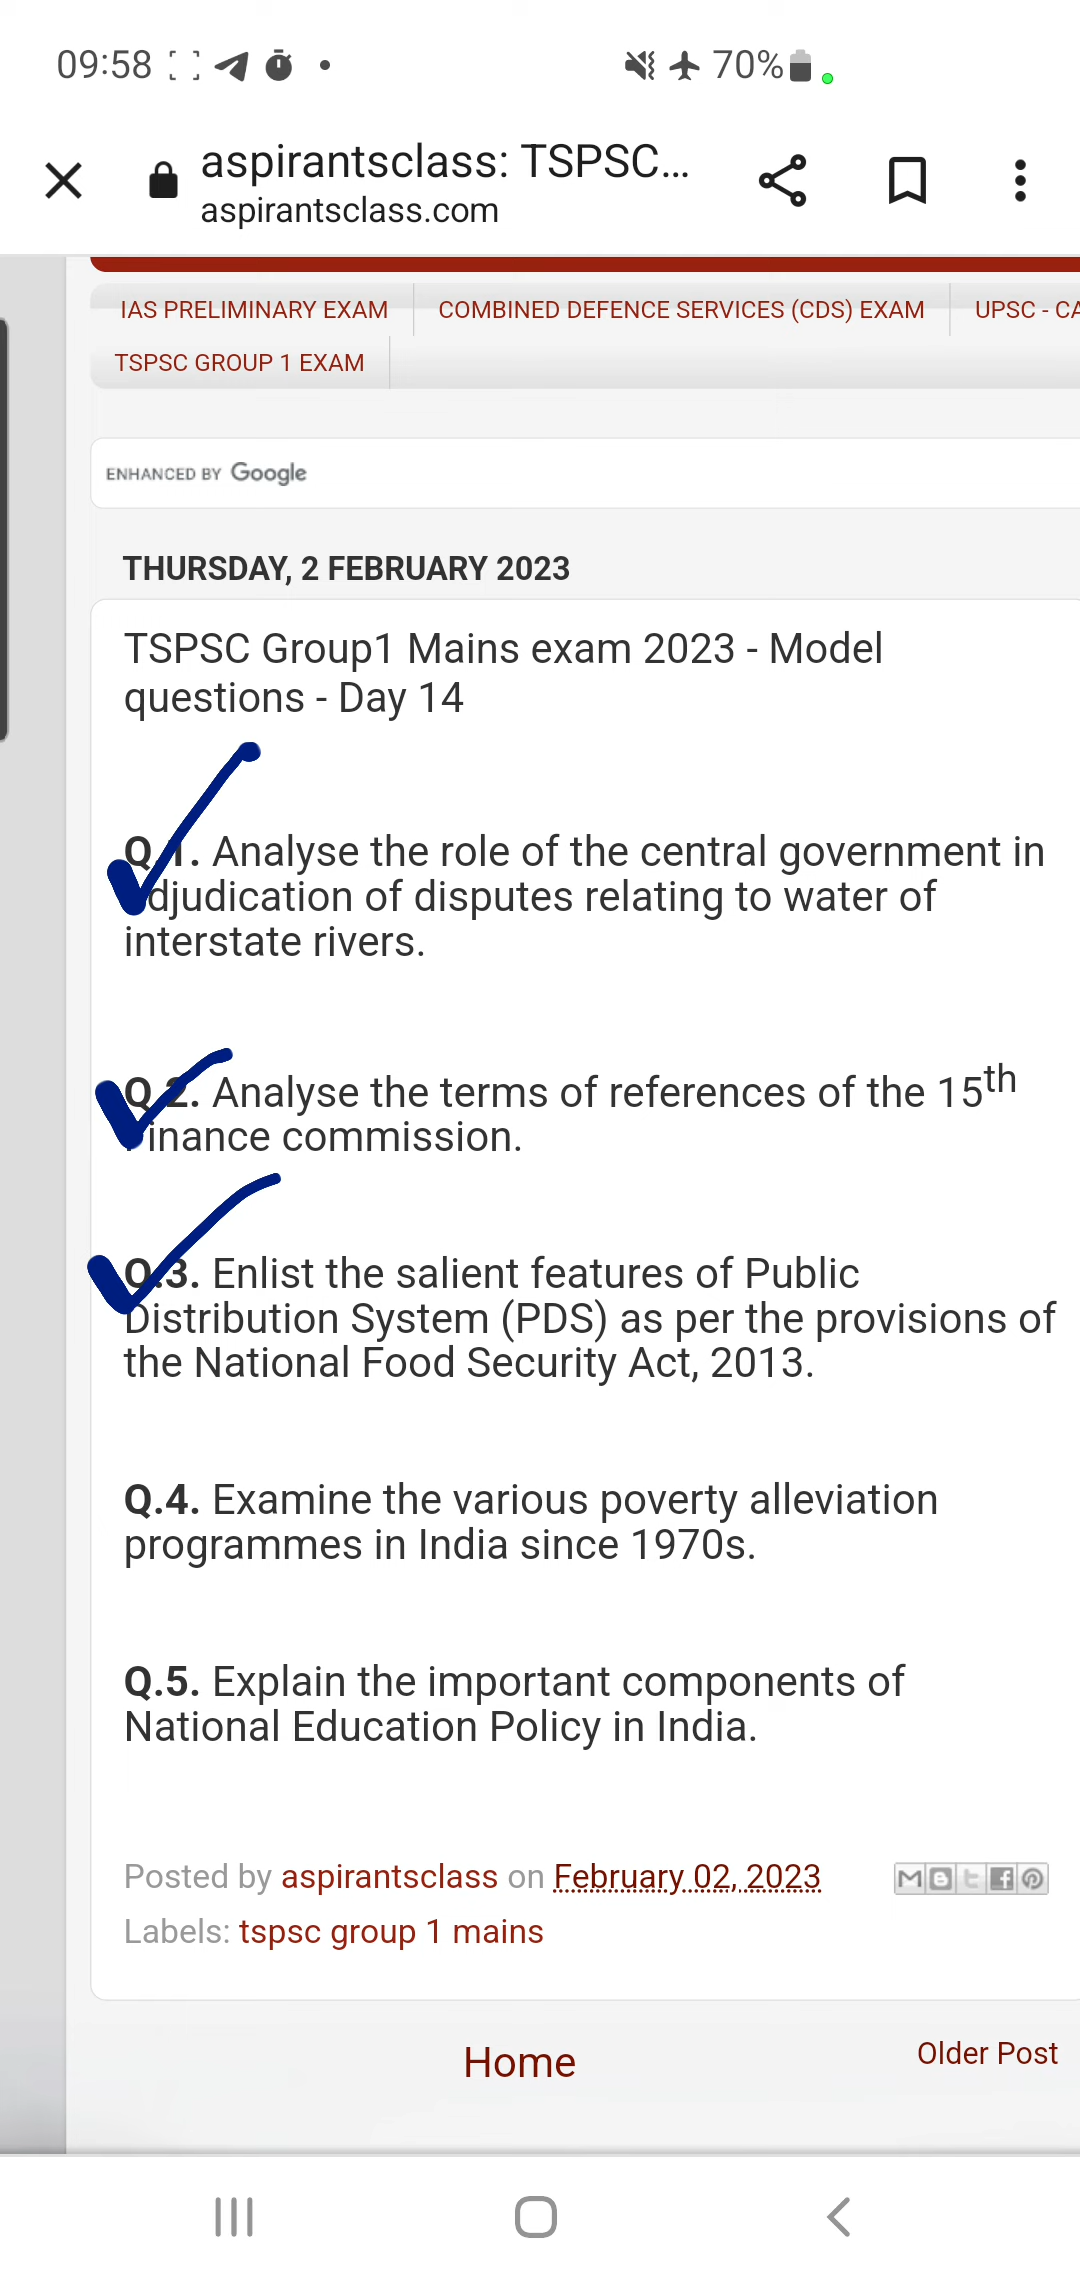 09:58
70%
aspirantsclass: TSPSC...
aspirantsclass.com
IAS PRELIMINARY EXAM COMBINED DEFENCE SERVICES (CDS) EXAM UPSC - CA
TSPSC GROUP 1 EXAM
ENHANCED BY Google
THURSDAY, 2 FEBRUARY 2023
TSPSC Group1 Mains exam 2023 - Model
questions - Day 14
Q.1. Analyse the role of the central government in
djudication of disputes relating to water of
interstate rivers.
Q.2. Analyse the terms of references of the 15th
inance commission.
Q.3. Enlist the salient features of Public
Distribution System (PDS) as per the provisions of
the National Food Security Act, 2013.
Q.4. Examine the various poverty alleviation
programmes in India since 1970s.
Q.5. Explain the important components of
National Education Policy in India.
Posted by aspirantsclass on February 02, 2023
Labels: tspsc group 1 mains
Home
Older Post